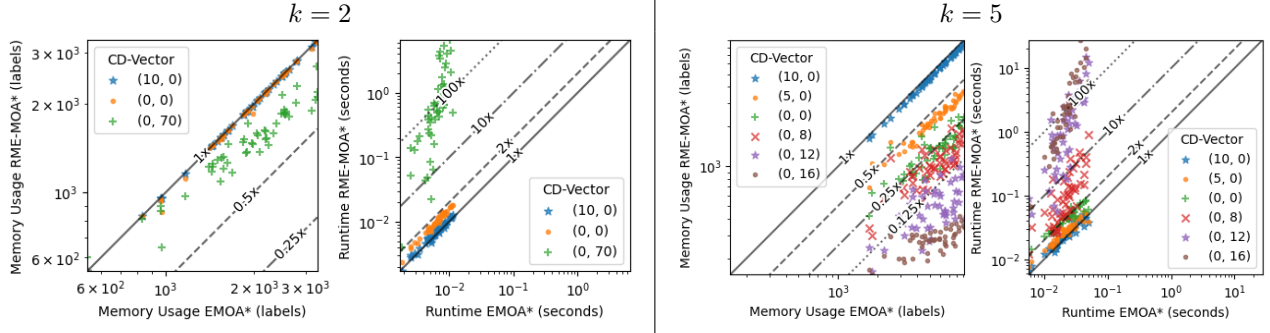 k = 2
k = 5
3 × 10³
2 × 10³
10³
6 × 10²
Memory Usage RME-MOA* (labels)
CD-Vector
(10, 0)
(0, 0)
(0, 70)
1x
0.5x
0.25x
6 × 10²
10³
2 × 10³
3 × 10³
Memory Usage EMOA* (labels)
Runtime RME-MOA* (seconds)
10⁰
10⁻¹
10⁻²
100x
10x
2x
1x
CD-Vector
(10, 0)
(0, 0)
(0, 70)
10⁻²
10⁻¹
10⁰
Runtime EMOA* (seconds)
Memory Usage RME-MOA* (labels)
10³
CD-Vector
(10, 0)
(5, 0)
(0, 0)
(0, 8)
(0, 12)
(0, 16)
1x
0.5x
0.25x
0.125x
10³
Memory Usage EMOA* (labels)
Runtime RME-MOA* (seconds)
10¹
10⁰
10⁻¹
10⁻²
100x
10x
2x
1x
CD-Vector
(10, 0)
(5, 0)
(0, 0)
(0, 8)
(0, 12)
(0, 16)
10⁻²
10⁻¹
10⁰
10¹
Runtime EMOA* (seconds)